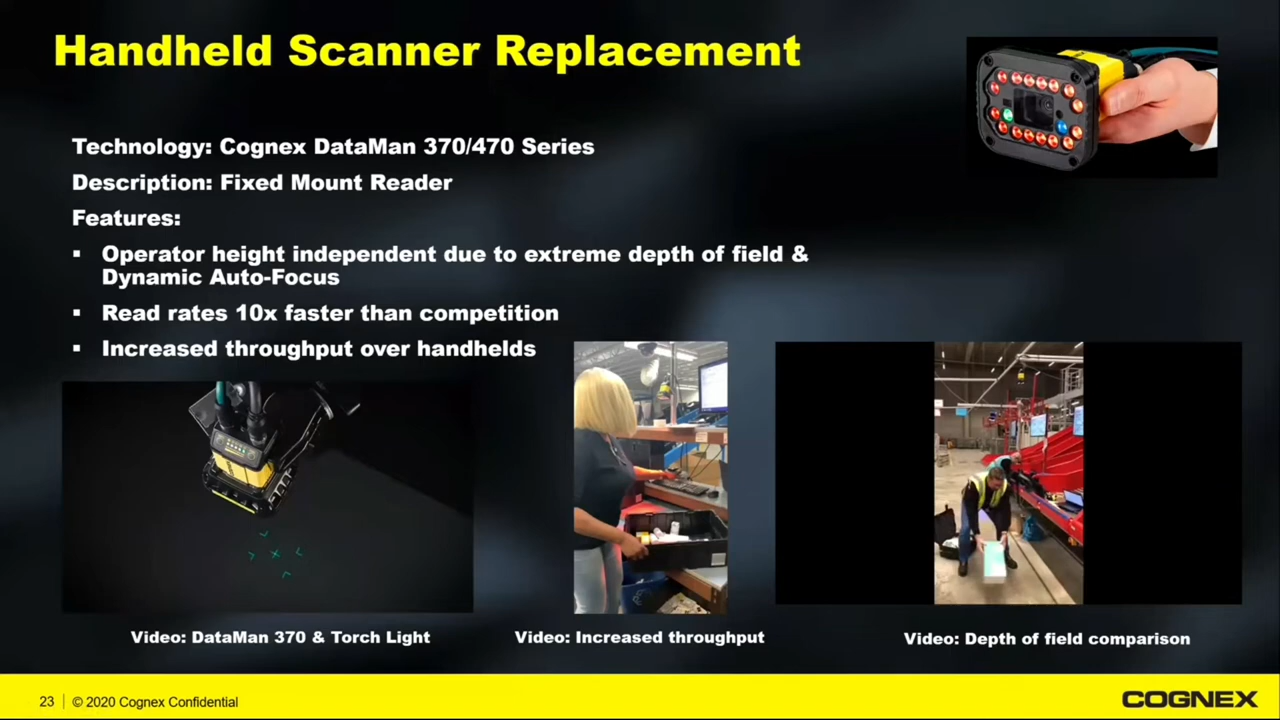 Handheld Scanner Replacement
Technology: Cognex DataMan 370/470 Series
Description: Fixed Mount Reader
Features:
▪ Operator height independent due to extreme depth of field &
Dynamic Auto-Focus
▪ Read rates 10x faster than competition
▪ Increased throughput over handhelds
Video: DataMan 370 & Torch Light
Video: Increased throughput
Video: Depth of field comparison
23 | © 2020 Cognex Confidential
COGNEX